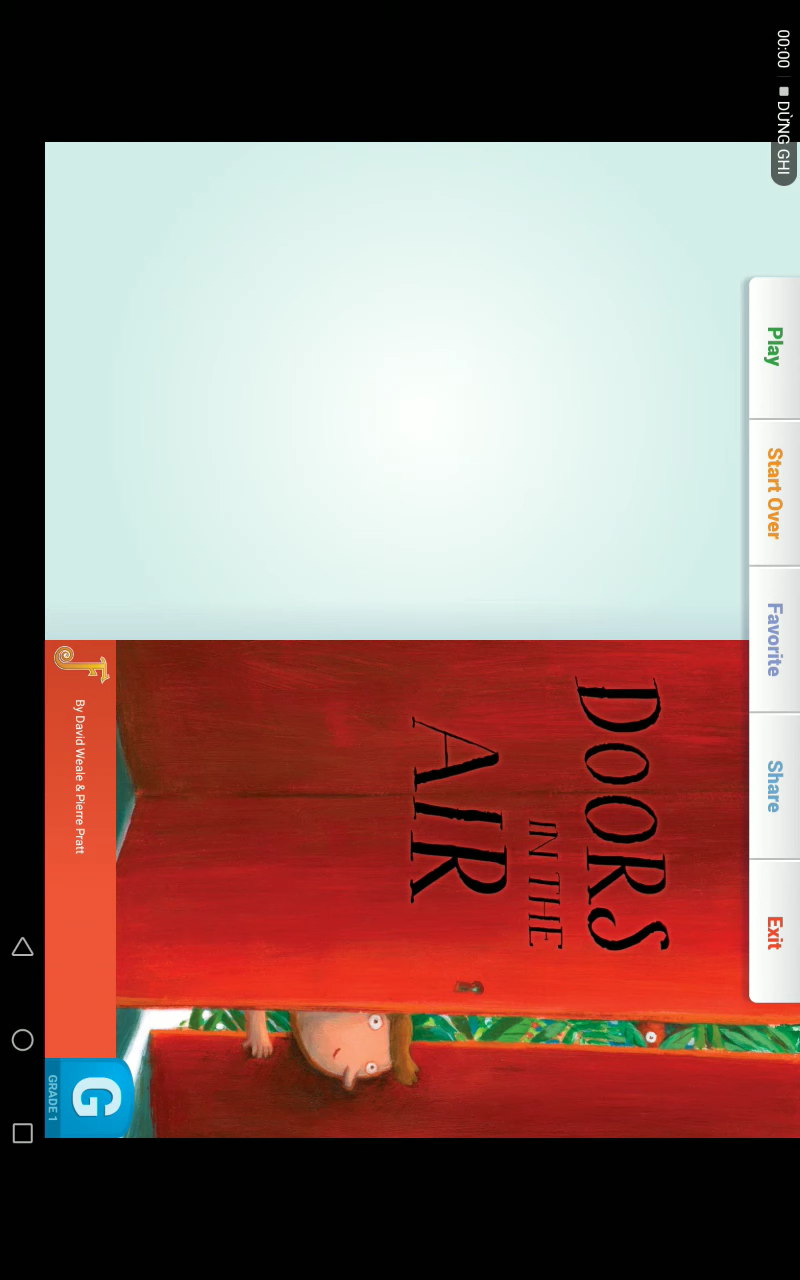 00:00 DỪNG GHI
Play Start Over Favorite Share Exit
DOORS
IN THE
AIR
By David Weale & Pierre Pratt
G
GRADE 1